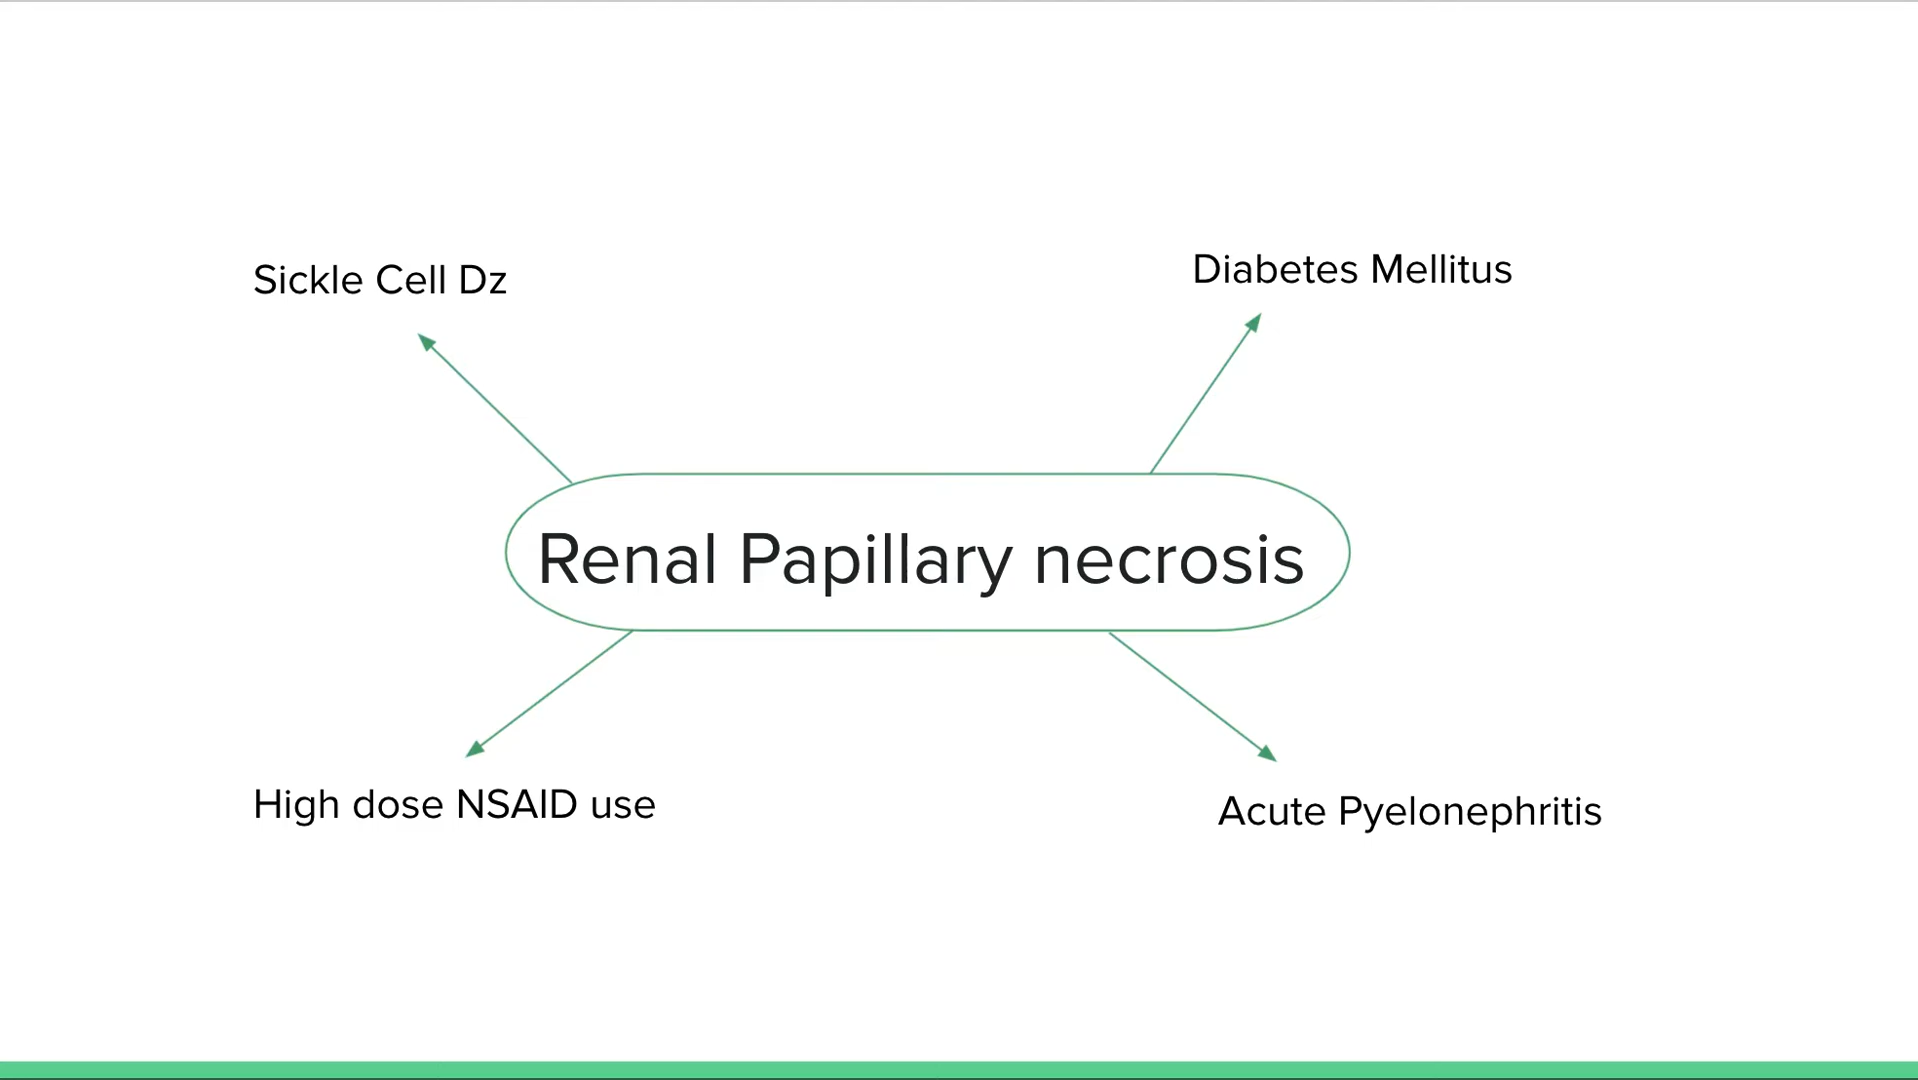 Sickle Cell Dz
Diabetes Mellitus
Renal Papillary necrosis
High dose NSAID use
Acute Pyelonephritis